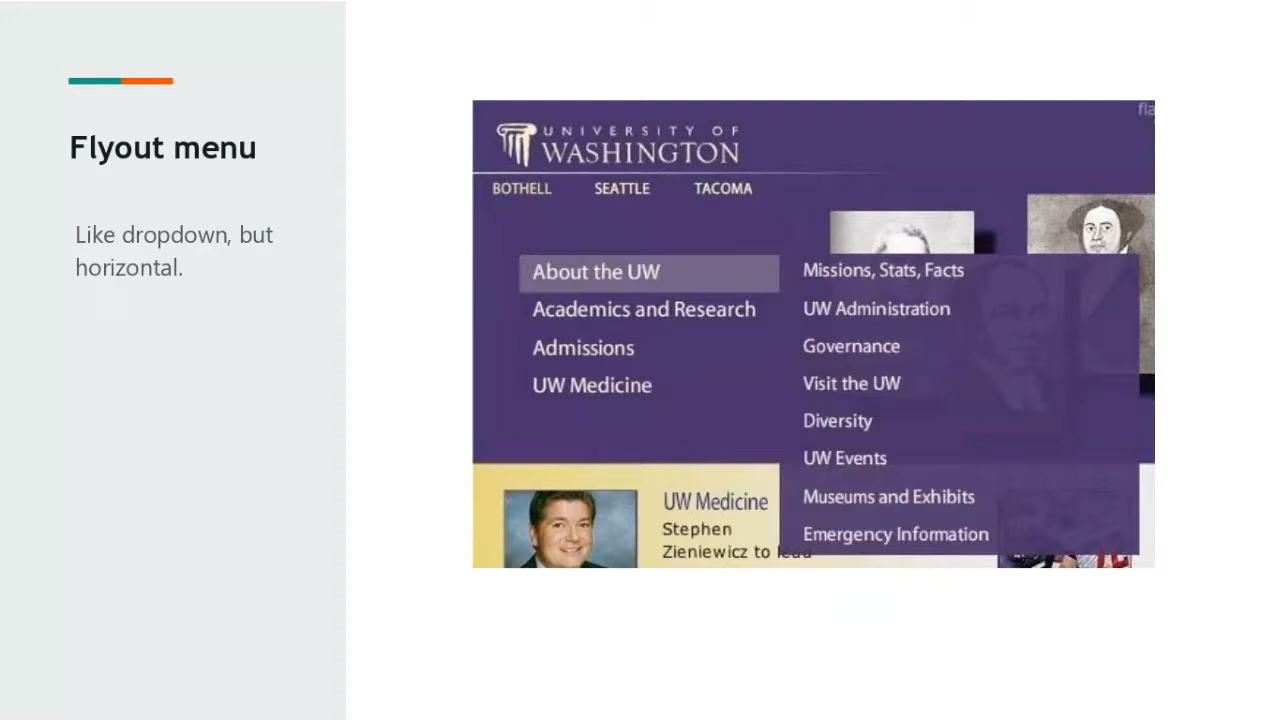 Flyout menu
Like dropdown, but
horizontal.
UNIVERSITY OF
WASHINGTON
BOTHELL SEATTLE TACOMA
About the UW
Academics and Research
Admissions
UW Medicine
Missions, Stats, Facts
UW Administration
Governance
Visit the UW
Diversity
UW Events
Museums and Exhibits
Emergency Information
UW Medicine
Stephen
Zieniewicz to lead